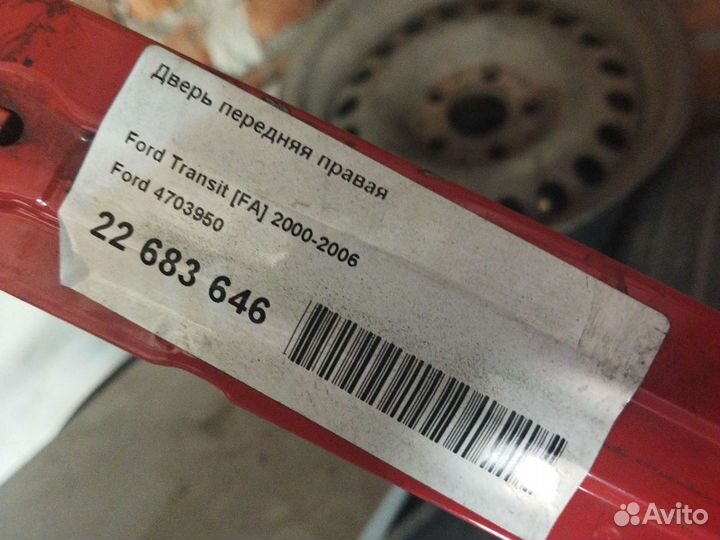 Дверь передняя правая
Ford Transit [FA] 2000-2006
Ford 4703950
22 683 646
Avito